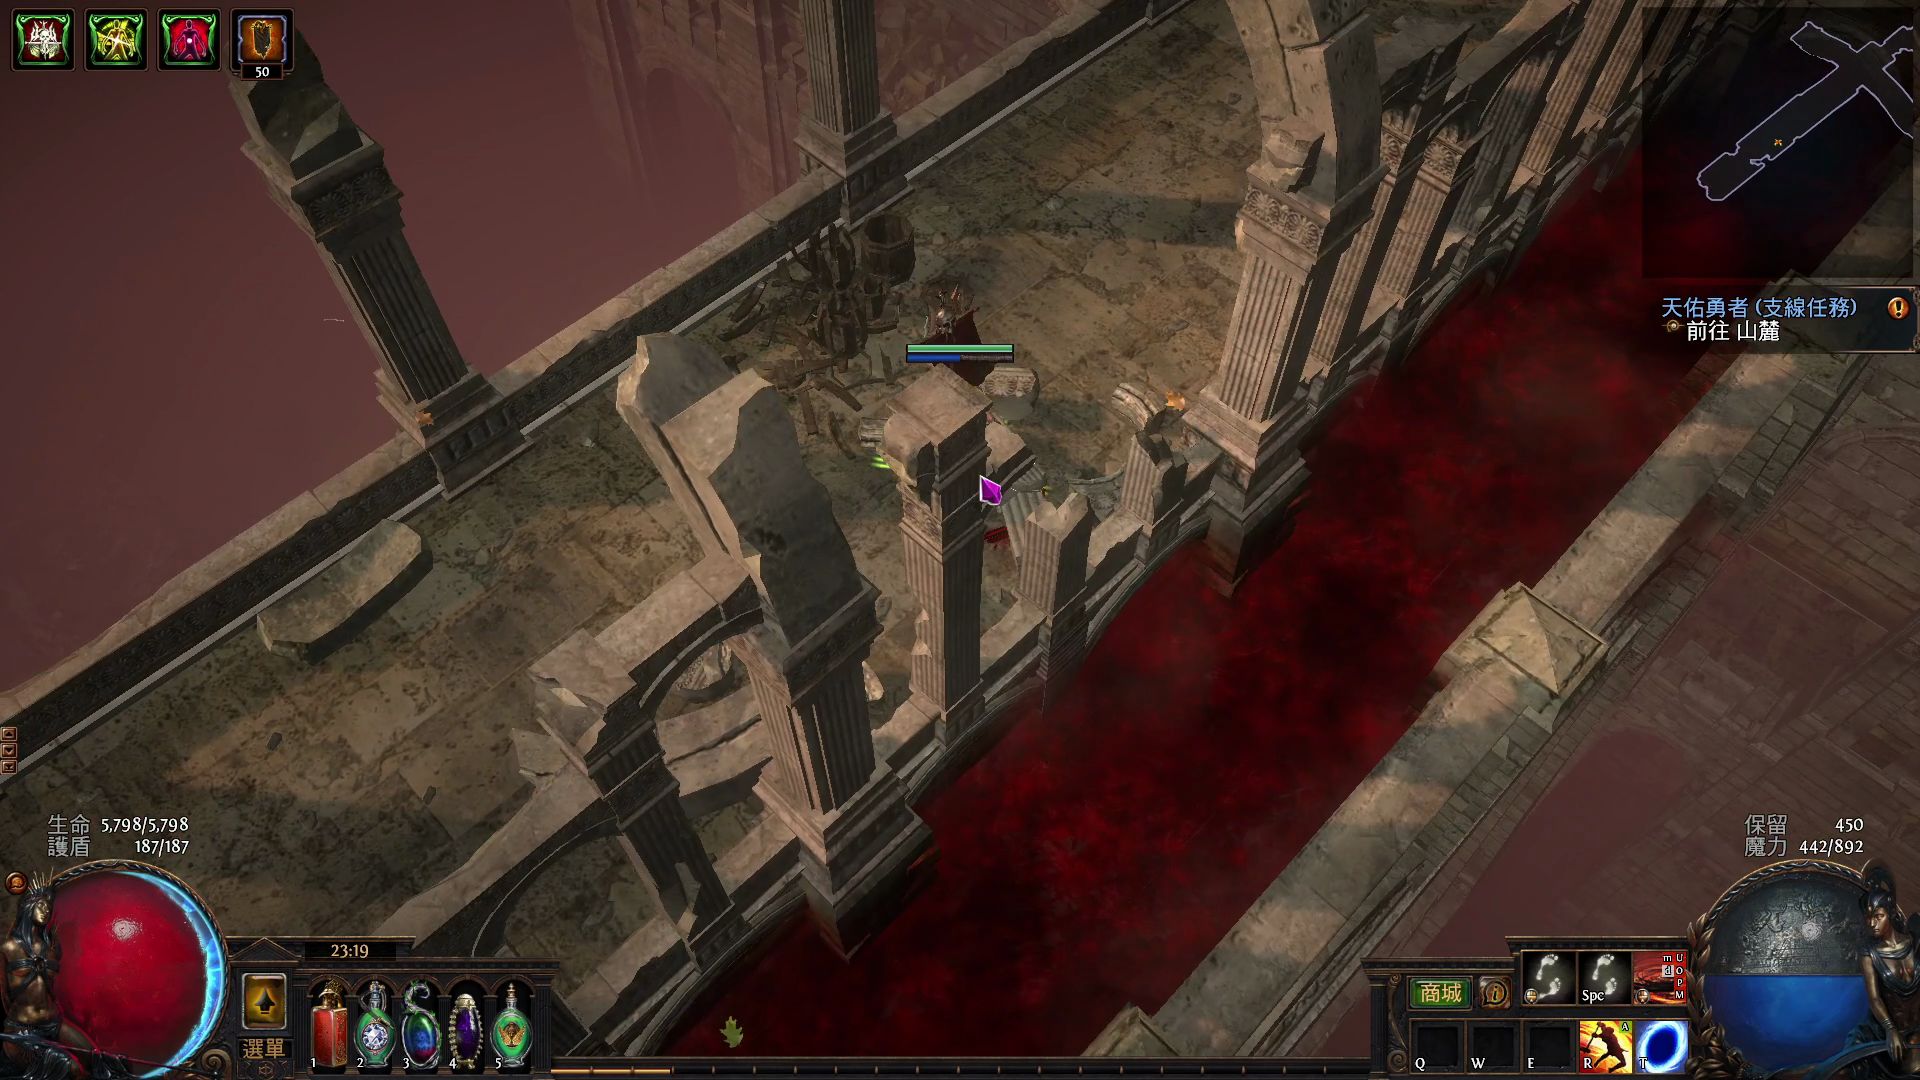 50
天佑勇者 (支線任務)
前往 山麓
生命 5,798/5,798
護盾 187/187
保留 450
魔力 442/892
23:19
選單
1
2
3
4
5
商城
Spc
m U
d O
P
M
Q
W
E
R
A
T